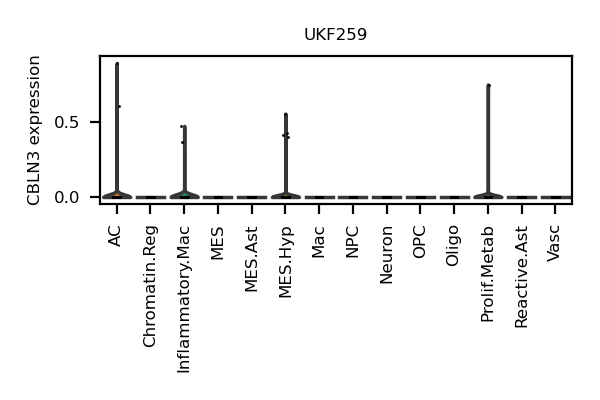 UKF259
CBLN3 expression
0.5
0.0
AC
Chromatin.Reg
Inflammatory.Mac
MES
MES.Ast
MES.Hyp
Mac
NPC
Neuron
OPC
Oligo
Prolif.Metab
Reactive.Ast
Vasc